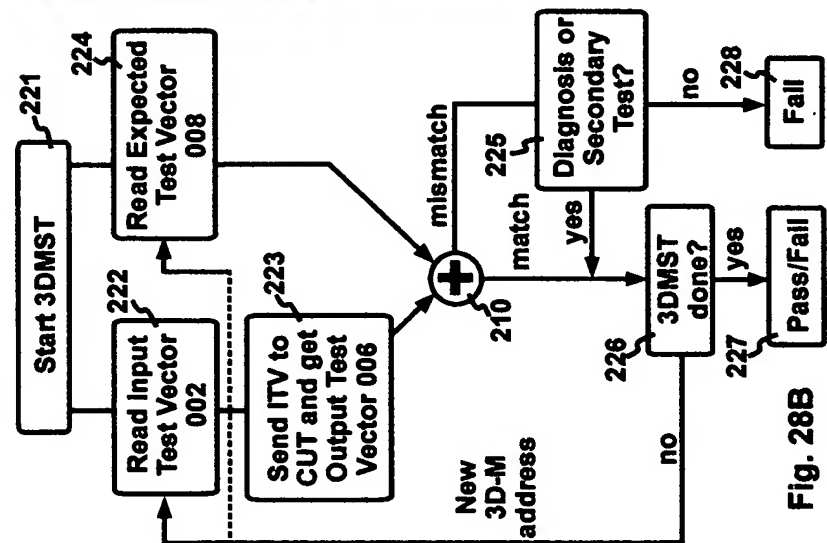 Start 3DMST
221
Read Input
Test Vector
002
222
Read Expected
Test Vector
008
224
Send ITV to
CUT and get
Output Test
Vector 006
223
210
mismatch
match
Diagnosis or
Secondary
Test?
225
yes
no
Fail
228
3DMST
done?
226
yes
no
Pass/Fail
227
New
3D-M
address
Fig. 28B